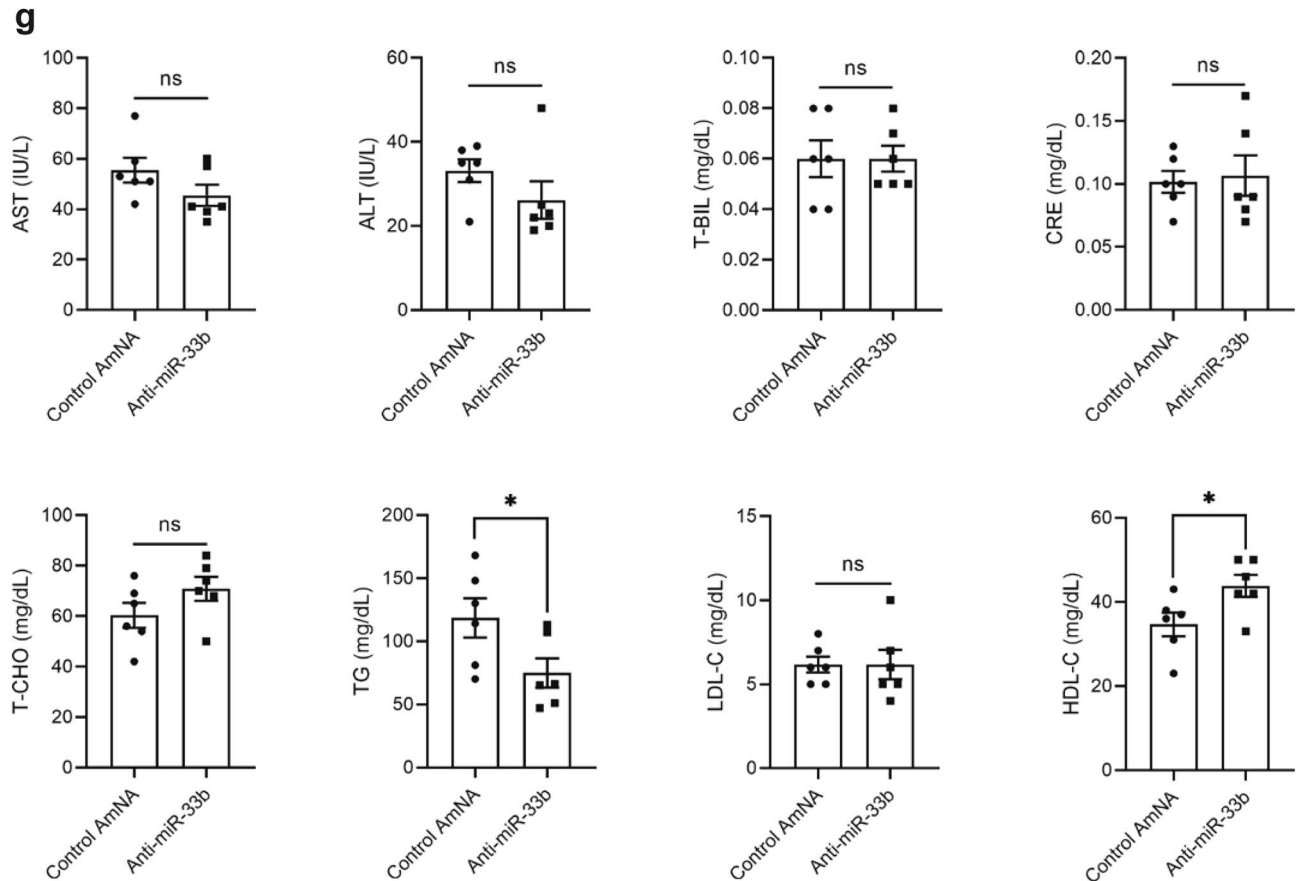 g
AST (IU/L)
100
80
60
40
20
0
ns
Control AmNA
Anti-miR-33b
ALT (IU/L)
60
40
20
0
ns
Control AmNA
Anti-miR-33b
T-BIL (mg/dL)
0.10
0.08
0.06
0.04
0.02
0.00
ns
Control AmNA
Anti-miR-33b
CRE (mg/dL)
0.20
0.15
0.10
0.05
0.00
ns
Control AmNA
Anti-miR-33b
T-CHO (mg/dL)
100
80
60
40
20
0
ns
Control AmNA
Anti-miR-33b
TG (mg/dL)
200
150
100
50
0
*
Control AmNA
Anti-miR-33b
LDL-C (mg/dL)
15
10
5
0
ns
Control AmNA
Anti-miR-33b
HDL-C (mg/dL)
60
40
20
0
*
Control AmNA
Anti-miR-33b